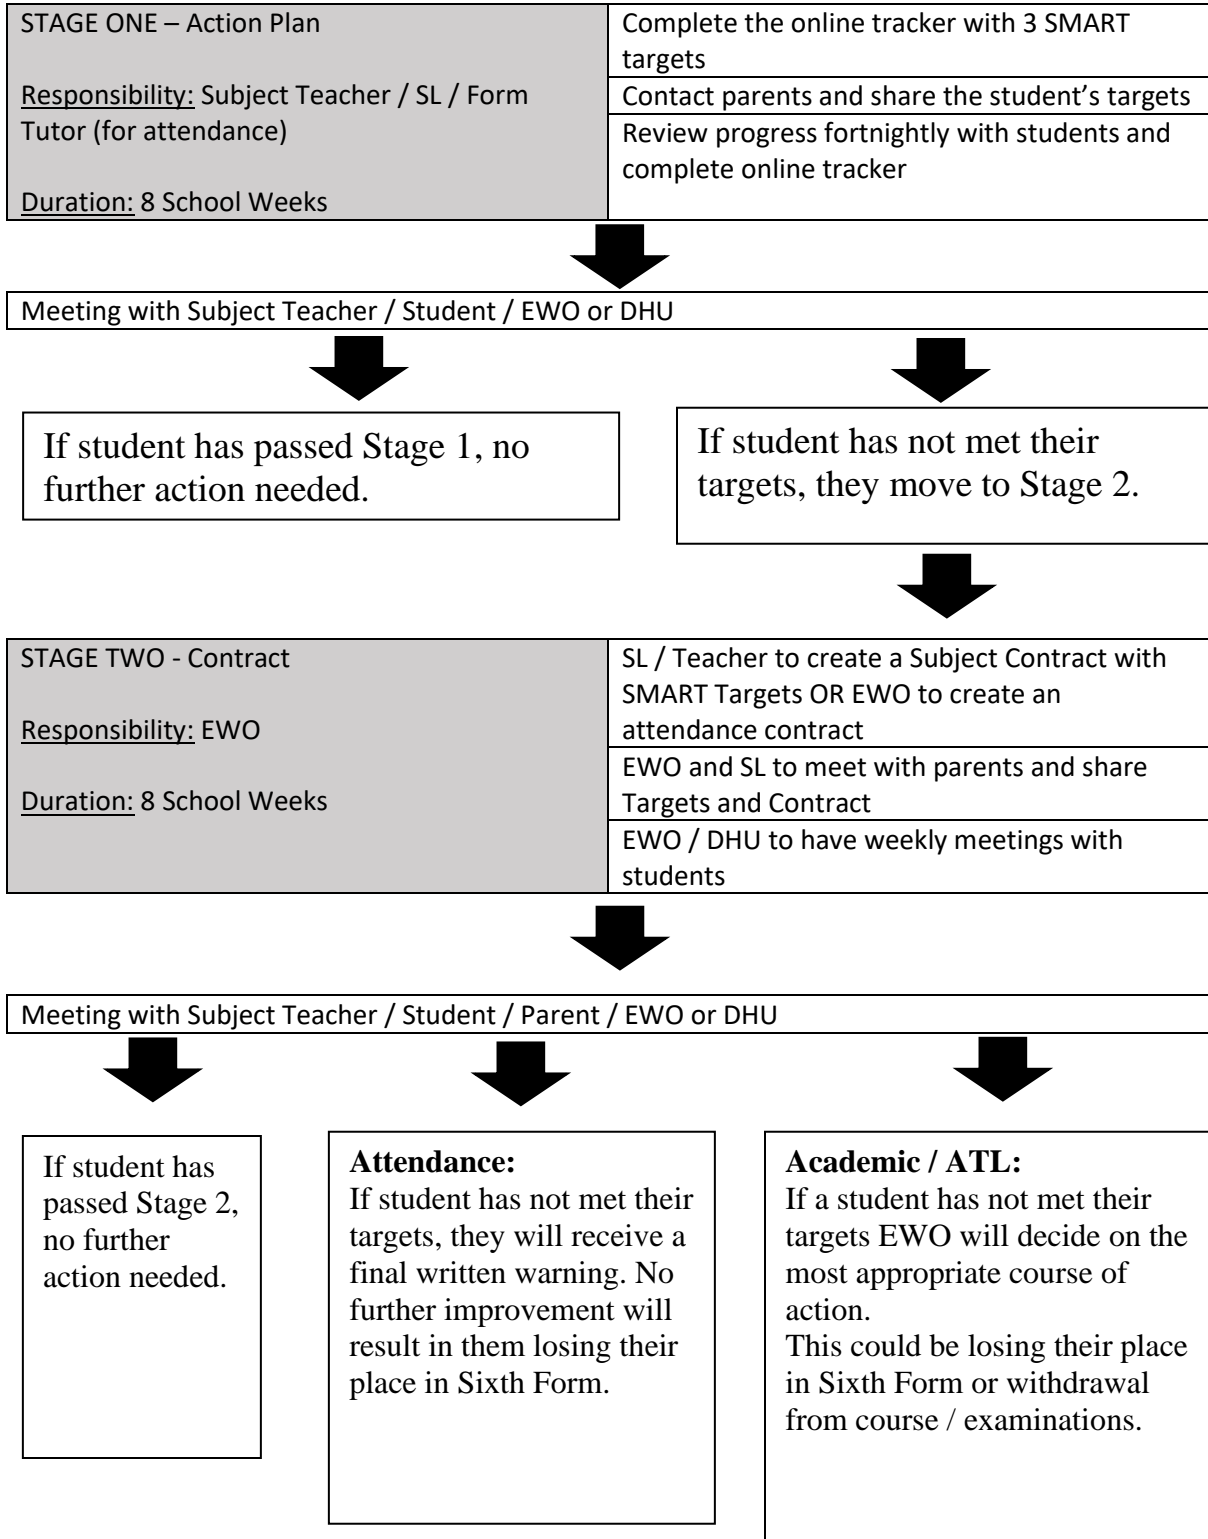 STAGE ONE – Action Plan
Responsibility: Subject Teacher / SL / Form
Tutor (for attendance)
Duration: 8 School Weeks
Complete the online tracker with 3 SMART
targets
Contact parents and share the student’s targets
Review progress fortnightly with students and
complete online tracker
Meeting with Subject Teacher / Student / EWO or DHU
If student has passed Stage 1, no
further action needed.
If student has not met their
targets, they move to Stage 2.
STAGE TWO - Contract
Responsibility: EWO
Duration: 8 School Weeks
SL / Teacher to create a Subject Contract with
SMART Targets OR EWO to create an
attendance contract
EWO and SL to meet with parents and share
Targets and Contract
EWO / DHU to have weekly meetings with
students
Meeting with Subject Teacher / Student / Parent / EWO or DHU
If student has
passed Stage 2,
no further
action needed.
Attendance:
If student has not met their
targets, they will receive a
final written warning. No
further improvement will
result in them losing their
place in Sixth Form.
Academic / ATL:
If a student has not met their
targets EWO will decide on the
most appropriate course of
action.
This could be losing their place
in Sixth Form or withdrawal
from course / examinations.